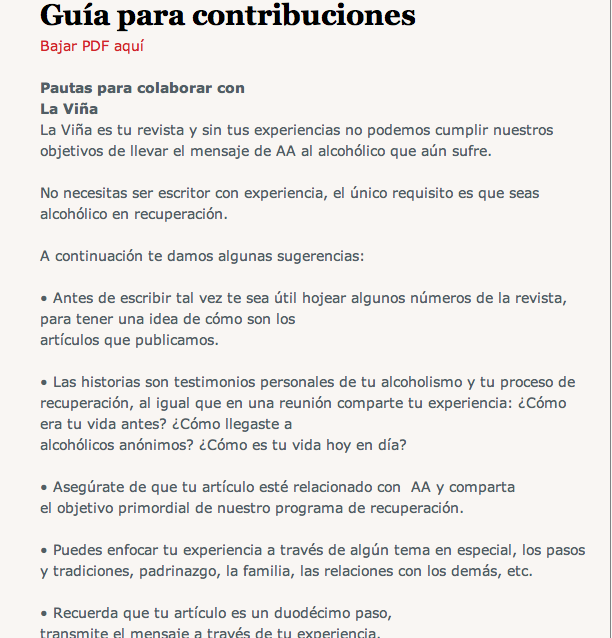 Guía para contribuciones
Bajar PDF aquí
Pautas para colaborar con
La Viña
La Viña es tu revista y sin tus experiencias no podemos cumplir nuestros
objetivos de llevar el mensaje de AA al alcohólico que aún sufre.
No necesitas ser escritor con experiencia, el único requisito es que seas
alcohólico en recuperación.
A continuación te damos algunas sugerencias:
• Antes de escribir tal vez te sea útil hojear algunos números de la revista,
para tener una idea de cómo son los
artículos que publicamos.
• Las historias son testimonios personales de tu alcoholismo y tu proceso de
recuperación, al igual que en una reunión comparte tu experiencia: ¿Cómo
era tu vida antes? ¿Cómo llegaste a
alcohólicos anónimos? ¿Cómo es tu vida hoy en día?
• Asegúrate de que tu artículo esté relacionado con  AA y comparta
el objetivo primordial de nuestro programa de recuperación.
• Puedes enfocar tu experiencia a través de algún tema en especial, los pasos
y tradiciones, padrinazgo, la familia, las relaciones con los demás, etc.
• Recuerda que tu artículo es un duodécimo paso,
transmite el mensaje a través de tu experiencia.